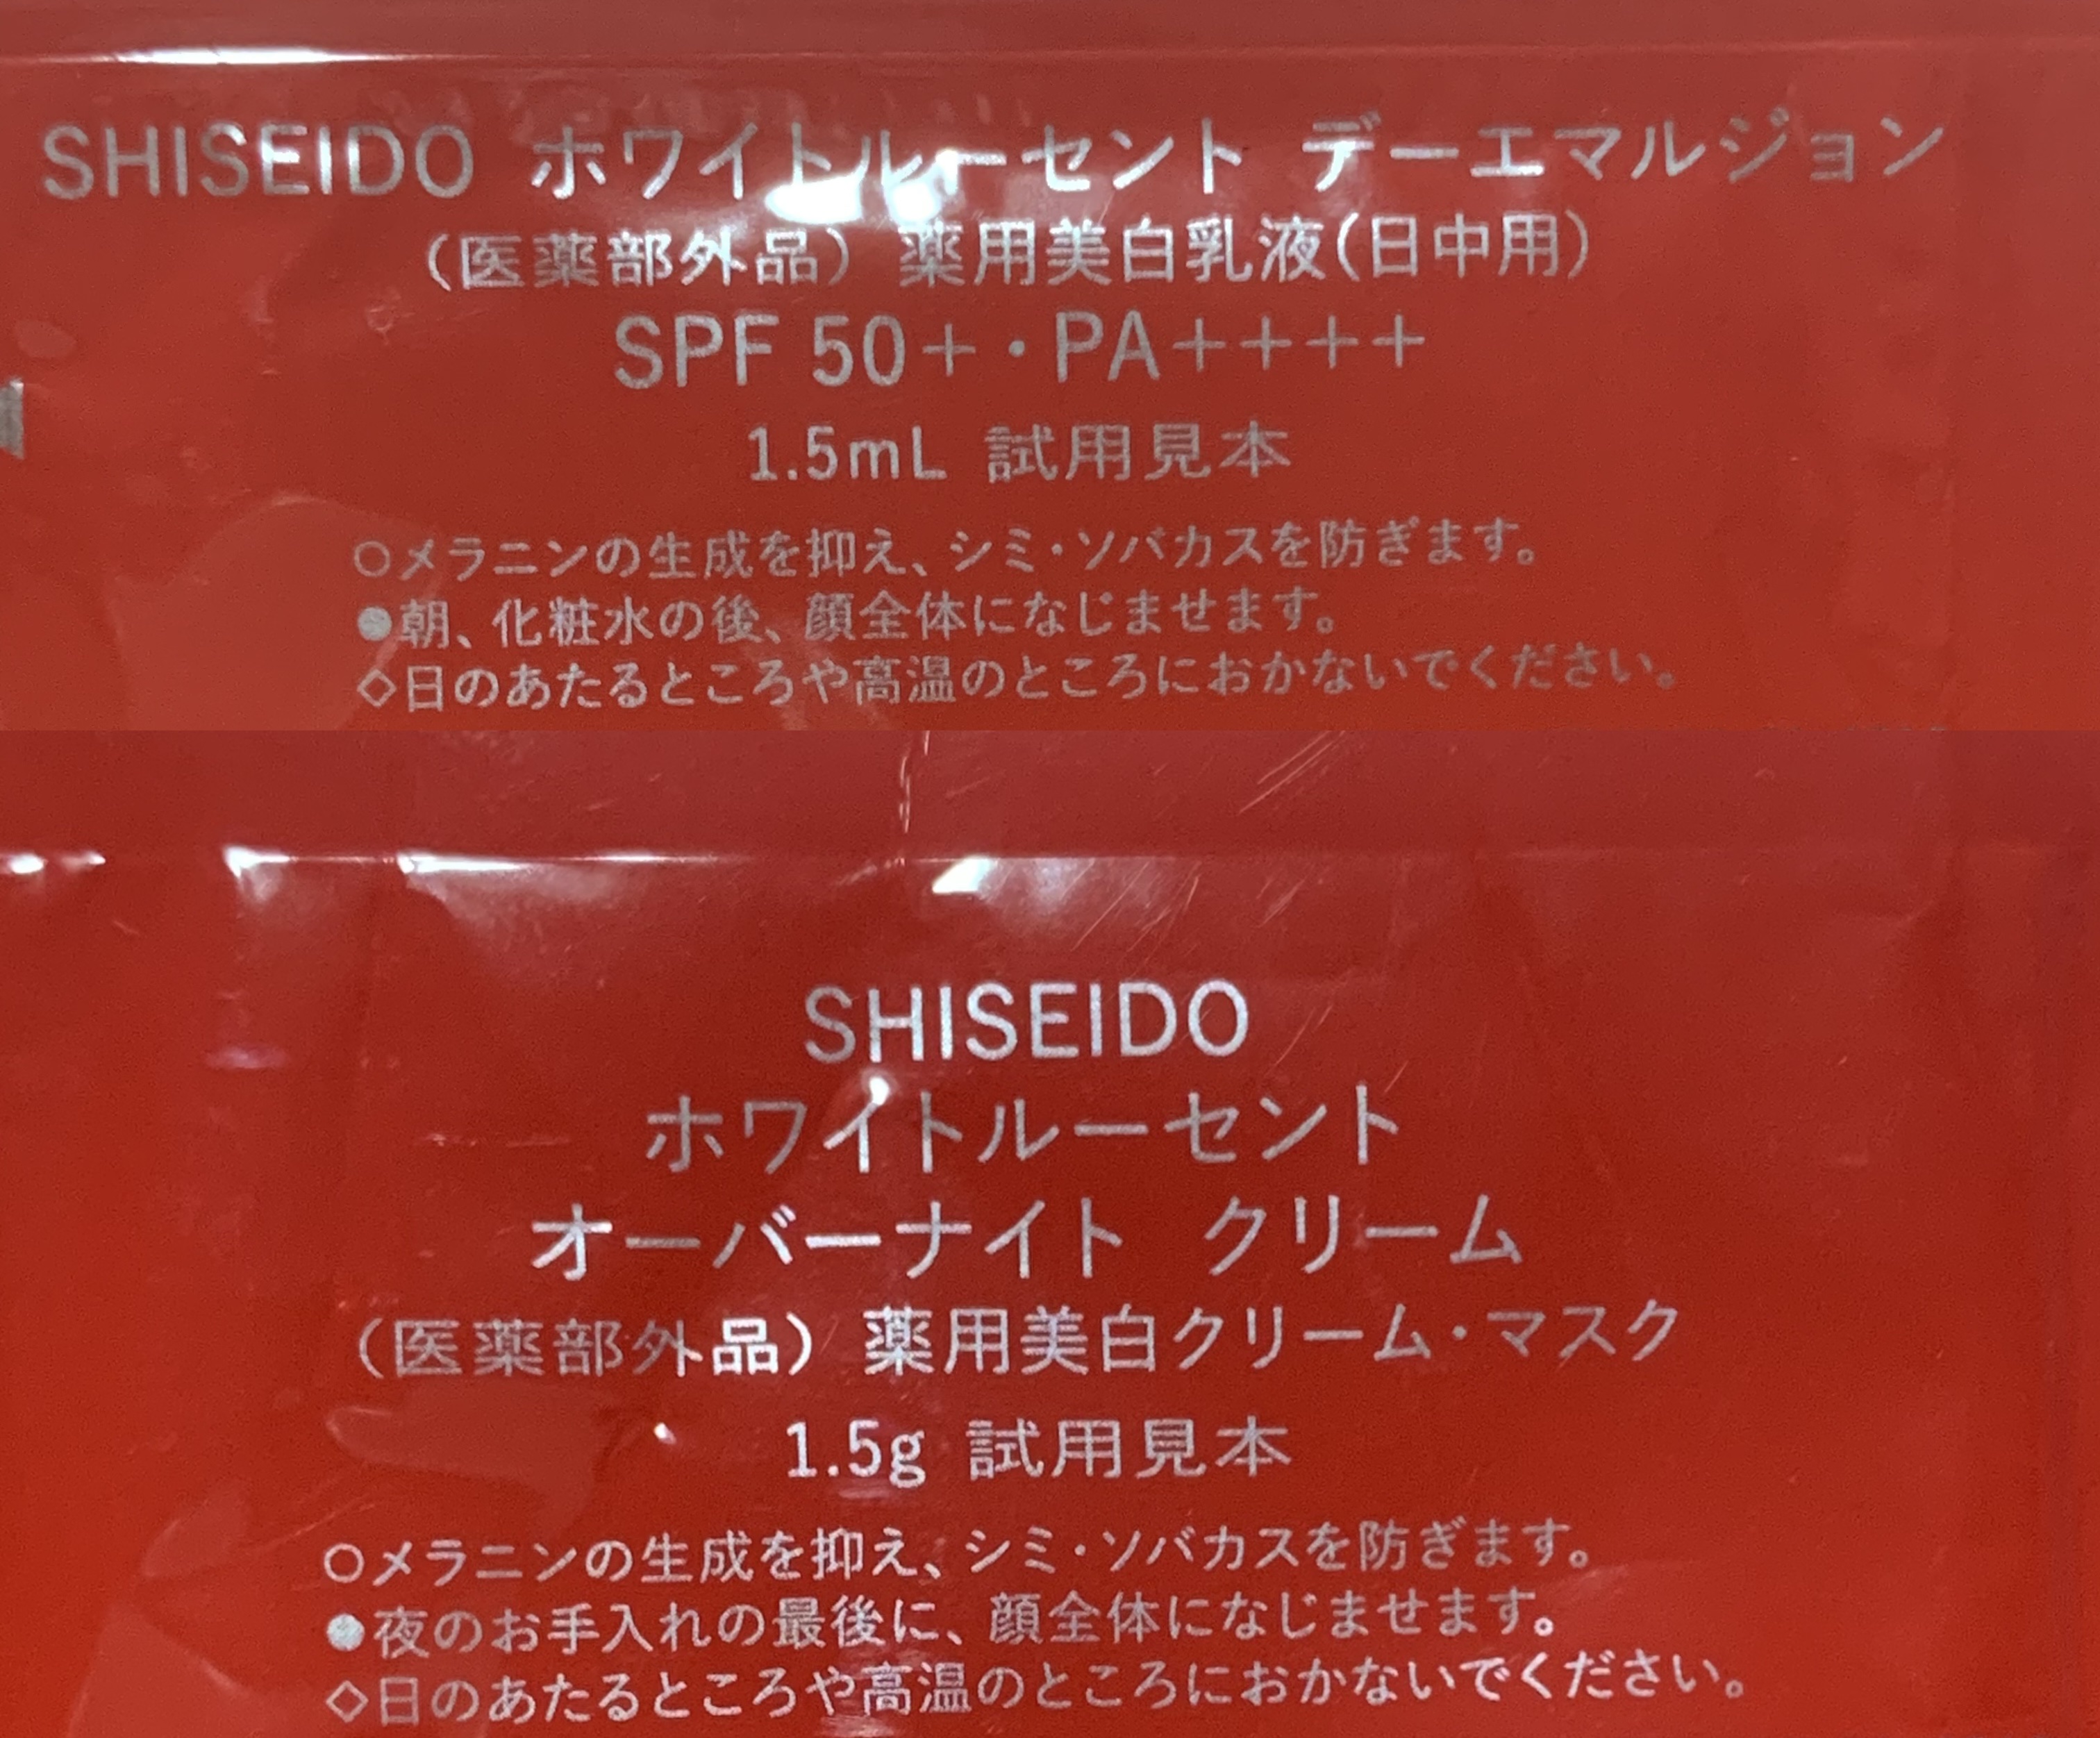 SHISEIDO ホワイトルーセント デーエマルジョン
（医薬部外品） 薬用美白乳液(日中用)
SPF 50+・PA++++
1.5mL 試用見本
○メラニンの生成を抑え、シミ・ソバカスを防ぎます。
●朝、化粧水の後、顔全体になじませます。
◇日のあたるところや高温のところにおかないでください。
SHISEIDO
ホワイトルーセント
オーバーナイト クリーム
（医薬部外品） 薬用美白クリーム・マスク
1.5g 試用見本
○メラニンの生成を抑え、シミ・ソバカスを防ぎます。
●夜のお手入れの最後に、顔全体になじませます。
◇日のあたるところや高温のところにおかないでください。